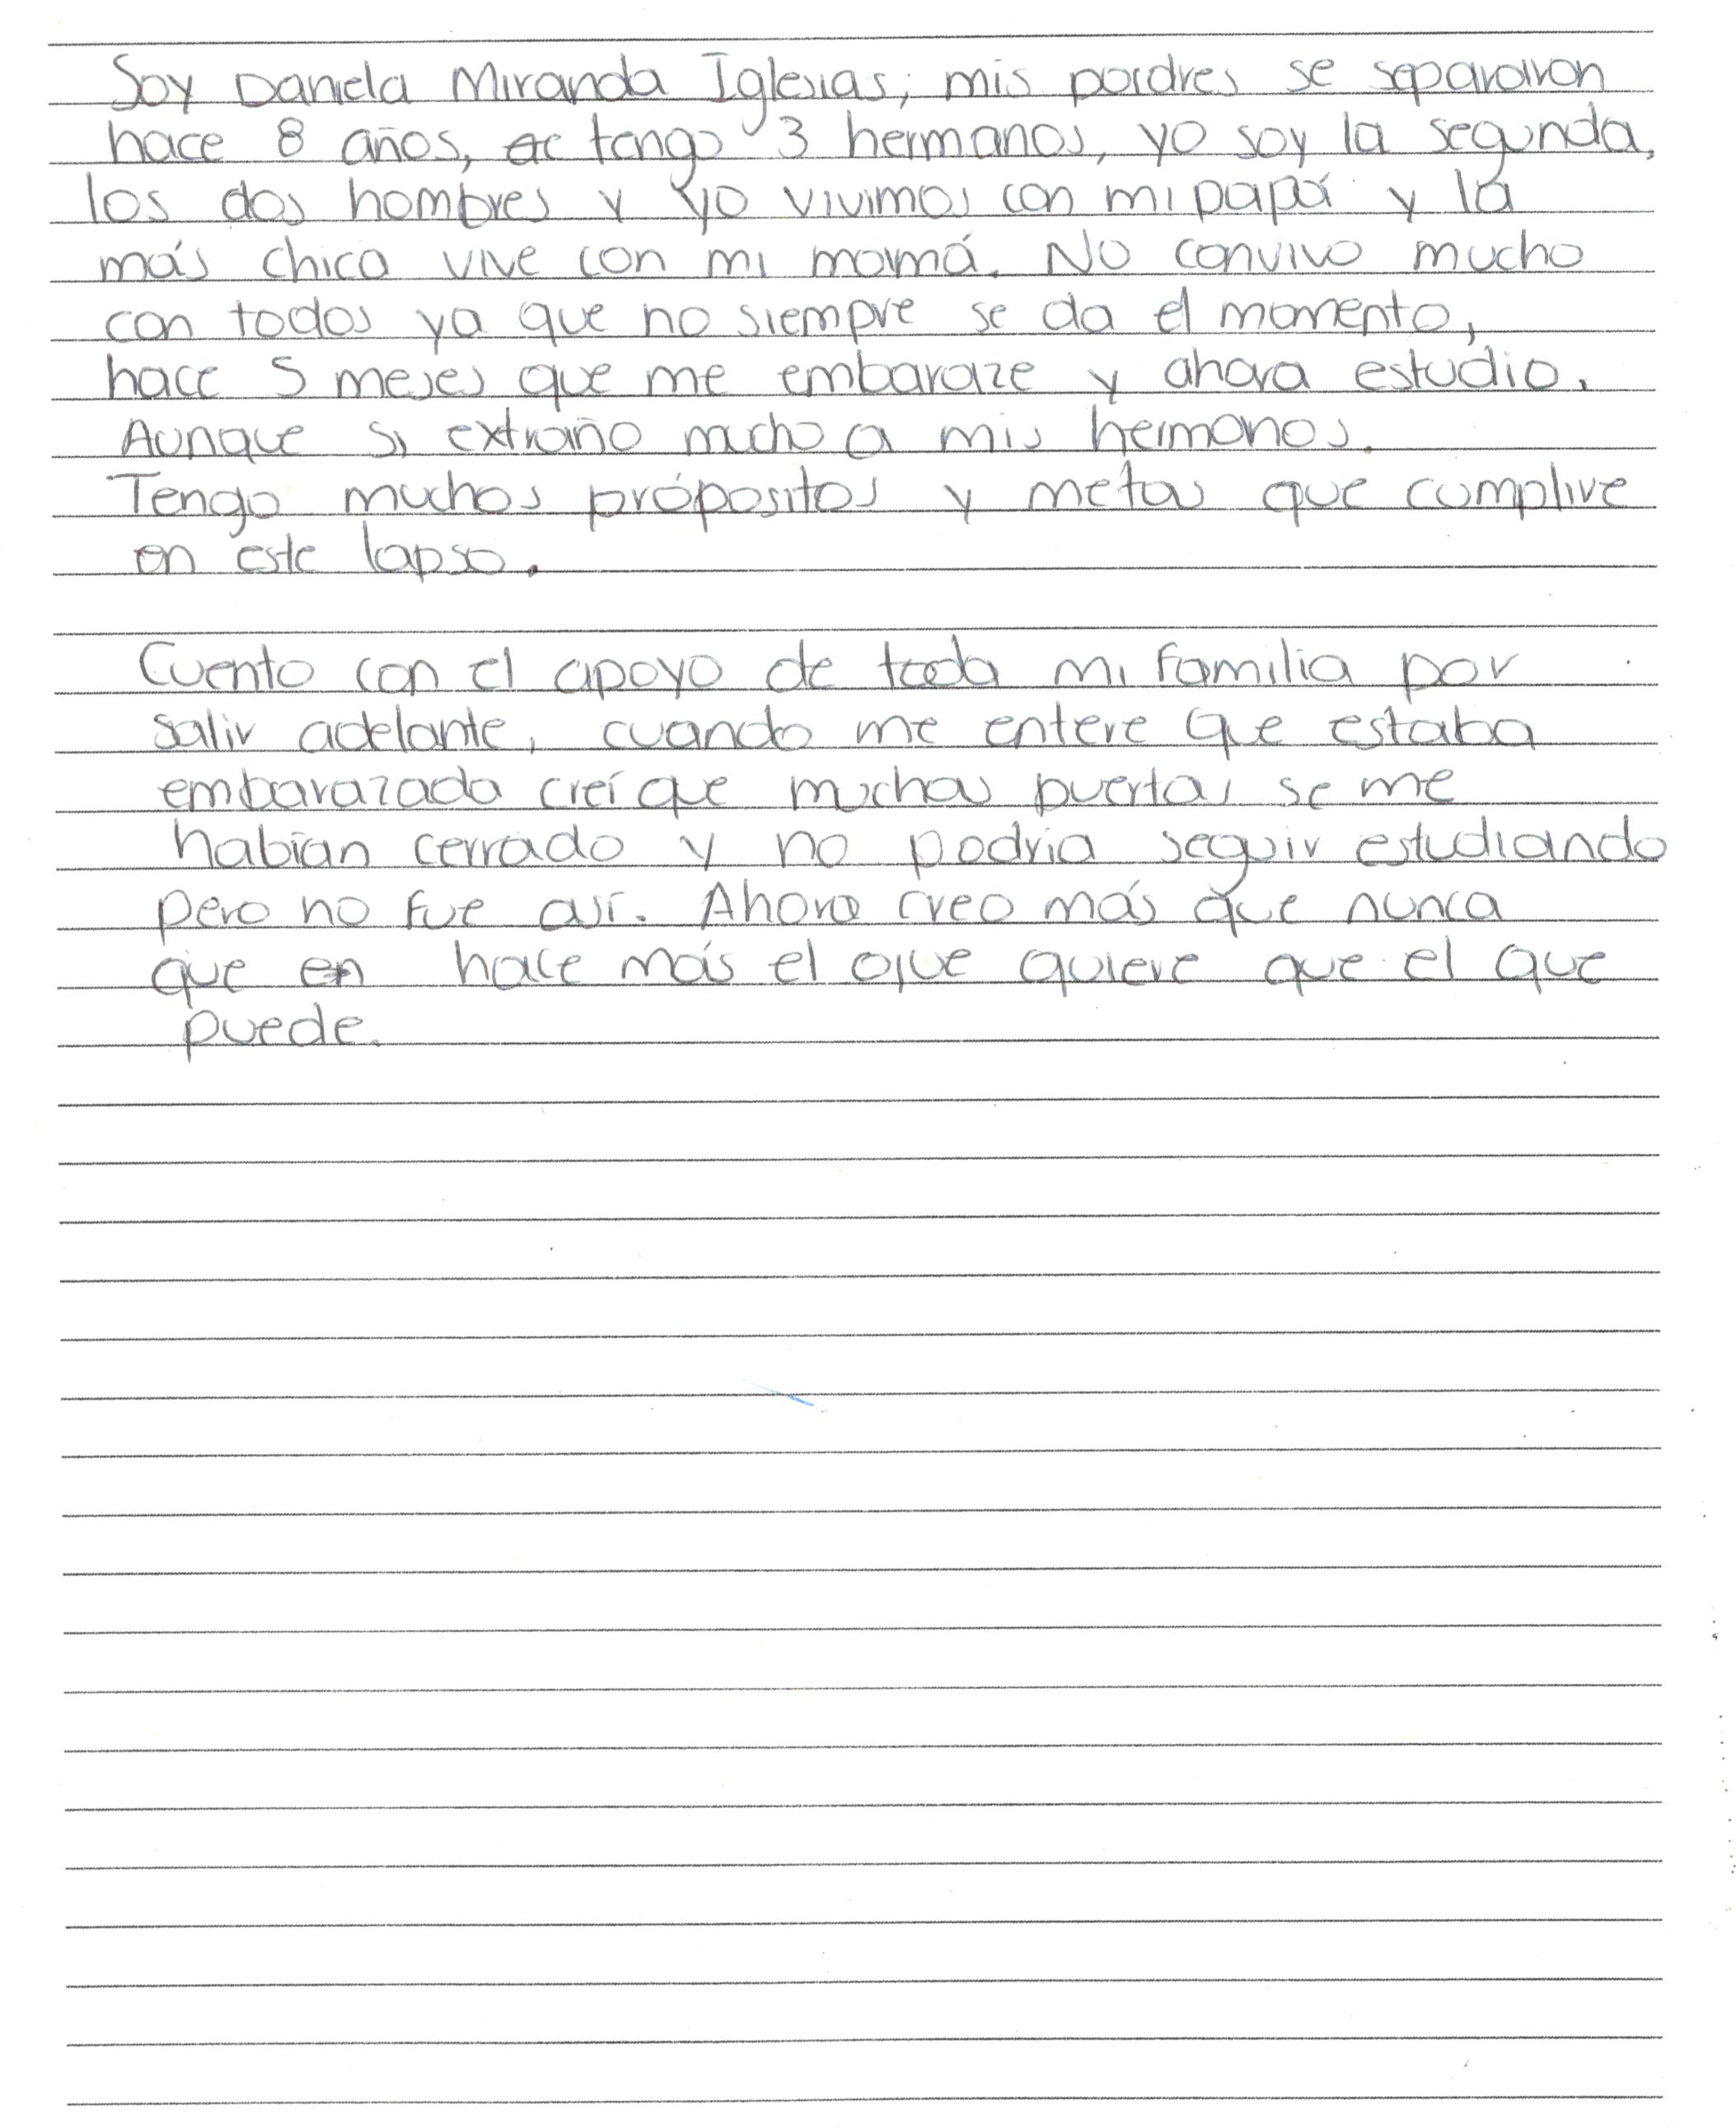 Soy Daniela Miranda Iglesias, mis padres se separaron
hace 8 años, tengo 3 hermanos, yo soy la segunda,
los dos hombres y yo vivimos con mi papá y la
más chica vive con mi mamá. No convivo mucho
con todos ya que no siempre se da el momento,
hace 5 meses que me embaraze y ahora estudio.
Aunque si extraño mucho a mis hermanos.
Tengo muchos própositos y metas que cumplire
en este lapso.
Cuento con el apoyo de toda mi familia por
salir adelante, cuando me entere que estaba
embarazada creí que muchas puertas se me
habían cerrado y no podría seguir estudiando
pero no fue así. Ahora creo más que nunca
que en hace más el que quiere que el que
puede.